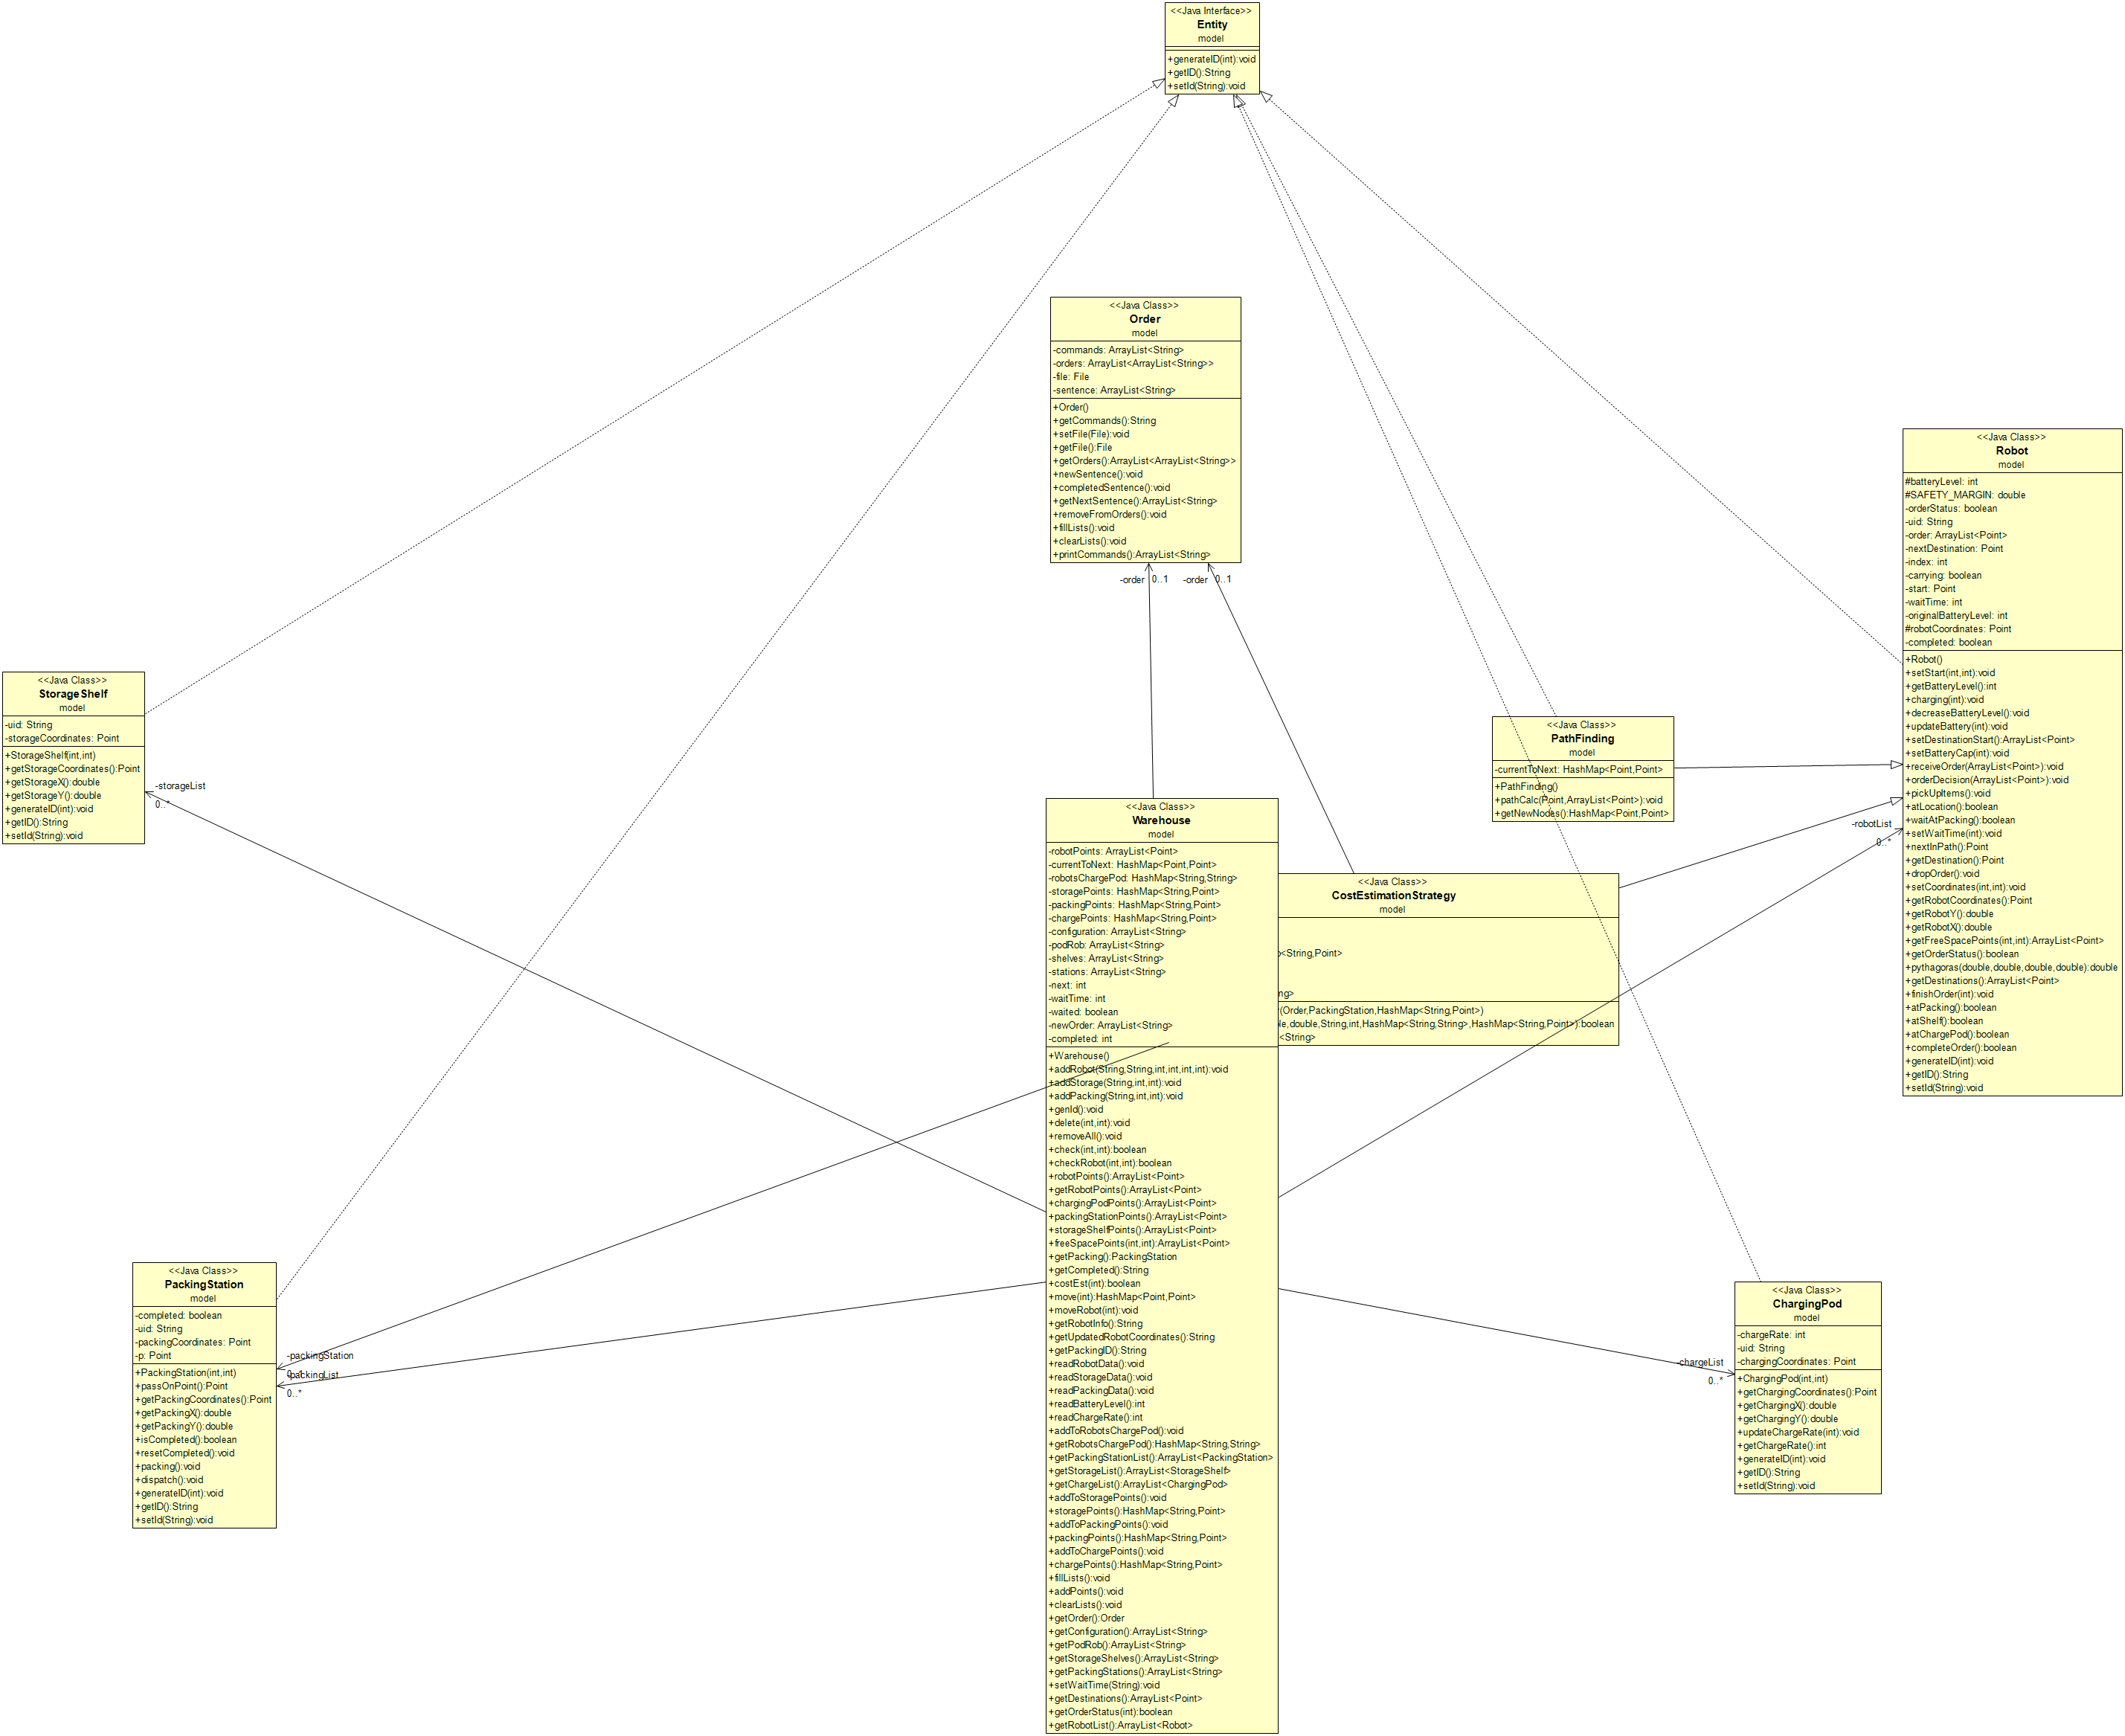 <<Java Interface>>
Entity
model
+generateID(int):void
+getID():String
+setId(String):void
<<Java Class>>
Order
model
-commands: ArrayList<String>
-orders: ArrayList<ArrayList<String>>
-file: File
-sentence: ArrayList<String>
+Order()
+getCommands():String
+setFile(File):void
+getFile():File
+getOrders():ArrayList<ArrayList<String>>
+newSentence():void
+completedSentence():void
+getNextSentence():ArrayList<String>
+removeFromOrders():void
+fillLists():void
+clearLists():void
+printCommands():ArrayList<String>
-order 0..1
-order 0..1
<<Java Class>>
Robot
model
#batteryLevel: int
#SAFETY_MARGIN: double
-orderStatus: boolean
-uid: String
-order: ArrayList<Point>
-nextDestination: Point
-index: int
-carrying: boolean
-start: Point
-waitTime: int
-originalBatteryLevel: int
#robotCoordinates: Point
-completed: boolean
+Robot()
+setStart(int,int):void
+getBatteryLevel():int
+charging(int):void
+decreaseBatteryLevel():void
+updateBattery(int):void
+setDestinationStart():ArrayList<Point>
+setBatteryCap(int):void
+receiveOrder(ArrayList<Point>):void
+orderDecision(ArrayList<Point>):void
+pickUpItems():void
+atLocation():boolean
+waitAtPacking():boolean
+setWaitTime(int):void
+nextInPath():Point
+getDestination():Point
+dropOrder():void
+setCoordinates(int,int):void
+getRobotCoordinates():Point
+getRobotY():double
+getRobotX():double
+getFreeSpacePoints(int,int):ArrayList<Point>
+getOrderStatus():boolean
+pythagoras(double,double,double,double):double
+getDestinations():ArrayList<Point>
+finishOrder(int):void
+atPacking():boolean
+atShelf():boolean
+atChargePod():boolean
+completeOrder():boolean
+generateID(int):void
+getID():String
+setId(String):void
-robotList
0..*
<<Java Class>>
StorageShelf
model
-uid: String
-storageCoordinates: Point
+StorageShelf(int,int)
+getStorageCoordinates():Point
+getStorageX():double
+getStorageY():double
+generateID(int):void
+getID():String
+setId(String):void
-storageList
0..*
<<Java Class>>
PathFinding
model
-currentToNext: HashMap<Point,Point>
+PathFinding()
+pathCalc(Point,ArrayList<Point>):void
+getNewNodes():HashMap<Point,Point>
<<Java Class>>
Warehouse
model
-robotPoints: ArrayList<Point>
-currentToNext: HashMap<Point,Point>
-robotsChargePod: HashMap<String,String>
-storagePoints: HashMap<String,Point>
-packingPoints: HashMap<String,Point>
-chargePoints: HashMap<String,Point>
-configuration: ArrayList<String>
-podRob: ArrayList<String>
-shelves: ArrayList<String>
-stations: ArrayList<String>
-next: int
-waitTime: int
-waited: boolean
-newOrder: ArrayList<String>
-completed: int
+Warehouse()
+addRobot(String,String,int,int,int,int):void
+addStorage(String,int,int):void
+addPacking(String,int,int):void
+genId():void
+delete(int,int):void
+removeAll():void
+check(int,int):boolean
+checkRobot(int,int):boolean
+robotPoints():ArrayList<Point>
+getRobotPoints():ArrayList<Point>
+chargingPodPoints():ArrayList<Point>
+packingStationPoints():ArrayList<Point>
+storageShelfPoints():ArrayList<Point>
+freeSpacePoints(int,int):ArrayList<Point>
+getPacking():PackingStation
+getCompleted():String
+costEst(int):boolean
+move(int):HashMap<Point,Point>
+moveRobot(int):void
+getRobotInfo():String
+getUpdatedRobotCoordinates():String
+getPackingID():String
+readRobotData():void
+readStorageData():void
+readPackingData():void
+readBatteryLevel():int
+readChargeRate():int
+addToRobotsChargePod():void
+getRobotsChargePod():HashMap<String,String>
+getPackingStationList():ArrayList<PackingStation>
+getStorageList():ArrayList<StorageShelf>
+getChargeList():ArrayList<ChargingPod>
+addToStoragePoints():void
+storagePoints():HashMap<String,Point>
+addToPackingPoints():void
+packingPoints():HashMap<String,Point>
+addToChargePoints():void
+chargePoints():HashMap<String,Point>
+fillLists():void
+addPoints():void
+clearLists():void
+getOrder():Order
+getConfiguration():ArrayList<String>
+getPodRob():ArrayList<String>
+getStorageShelves():ArrayList<String>
+getPackingStations():ArrayList<String>
+setWaitTime(String):void
+getDestinations():ArrayList<Point>
+getOrderStatus(int):boolean
+getRobotList():ArrayList<Robot>
<<Java Class>>
CostEstimationStrategy
model
<String,Point>
(Order,PackingStation,HashMap<String,Point>)
,double,String,int,HashMap<String,String>,HashMap<String,Point>):boolean
<String>
<<Java Class>>
PackingStation
model
-completed: boolean
-uid: String
-packingCoordinates: Point
-p: Point
+PackingStation(int,int)
+passOnPoint():Point
+getPackingCoordinates():Point
+getPackingX():double
+getPackingY():double
+isCompleted():boolean
+resetCompleted():void
+packing():void
+dispatch():void
+generateID(int):void
+getID():String
+setId(String):void
-packingStation
-packingList
0..*
<<Java Class>>
ChargingPod
model
-chargeRate: int
-uid: String
-chargingCoordinates: Point
+ChargingPod(int,int)
+getChargingCoordinates():Point
+getChargingX():double
+getChargingY():double
+updateChargeRate(int):void
+getChargeRate():int
+generateID(int):void
+getID():String
+setId(String):void
-chargeList
0..*